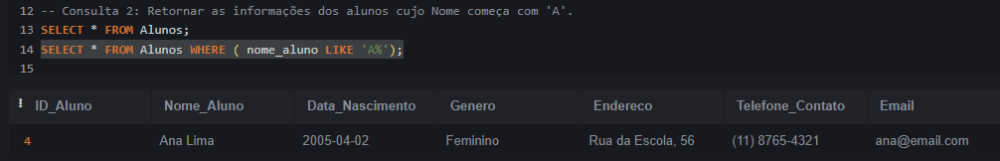 12 -- Consulta 2: Retornar as informações dos alunos cujo Nome começa com 'A'.
13 SELECT * FROM Alunos;
14 SELECT * FROM Alunos WHERE ( nome_aluno LIKE 'A%');
15
ID_Aluno Nome_Aluno Data_Nascimento Genero Endereco Telefone_Contato Email
4 Ana Lima 2005-04-02 Feminino Rua da Escola, 56 (11) 8765-4321 ana@email.com